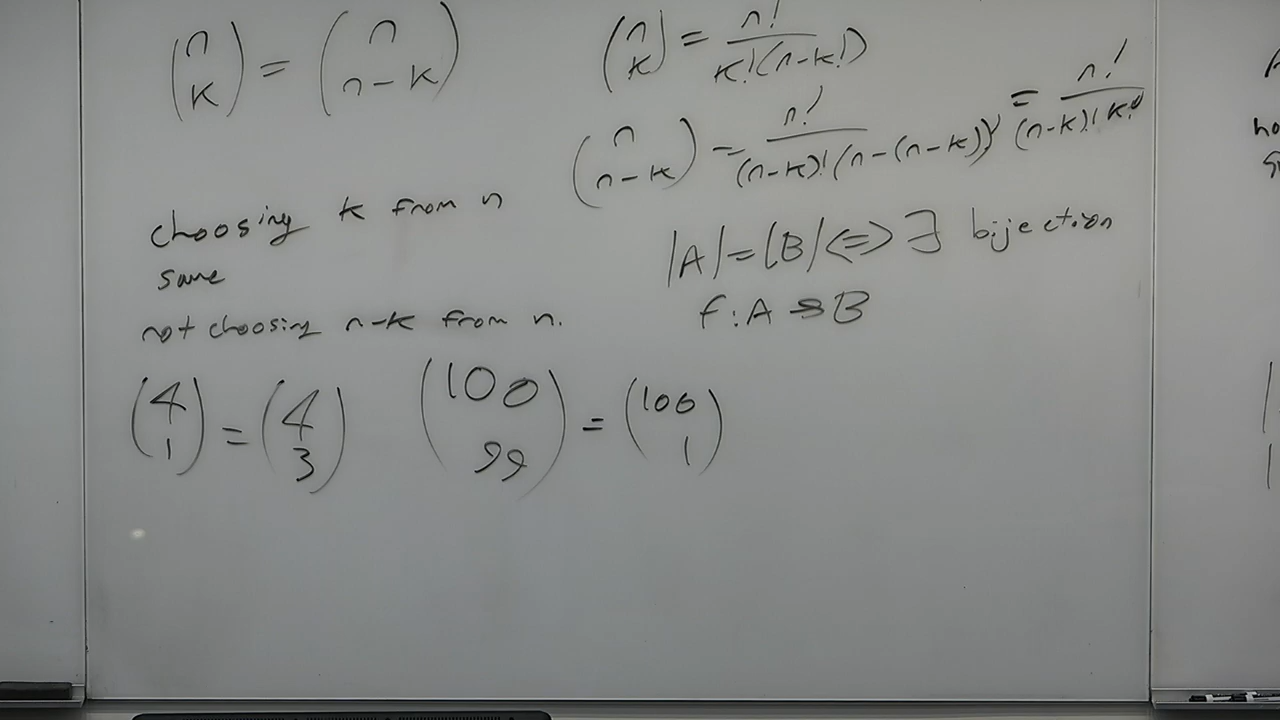 (n k) = (n n-k)
(n k) = n! / k!(n-k!)
(n n-k) = n! / (n-k)!(n-(n-k))! = n! / (n-k)! k!
choosing k from n
same
not choosing n-k from n.
|A| = |B| <=> ∃ bijection
f: A → B
(4 1) = (4 3) (100 99) = (100 1)